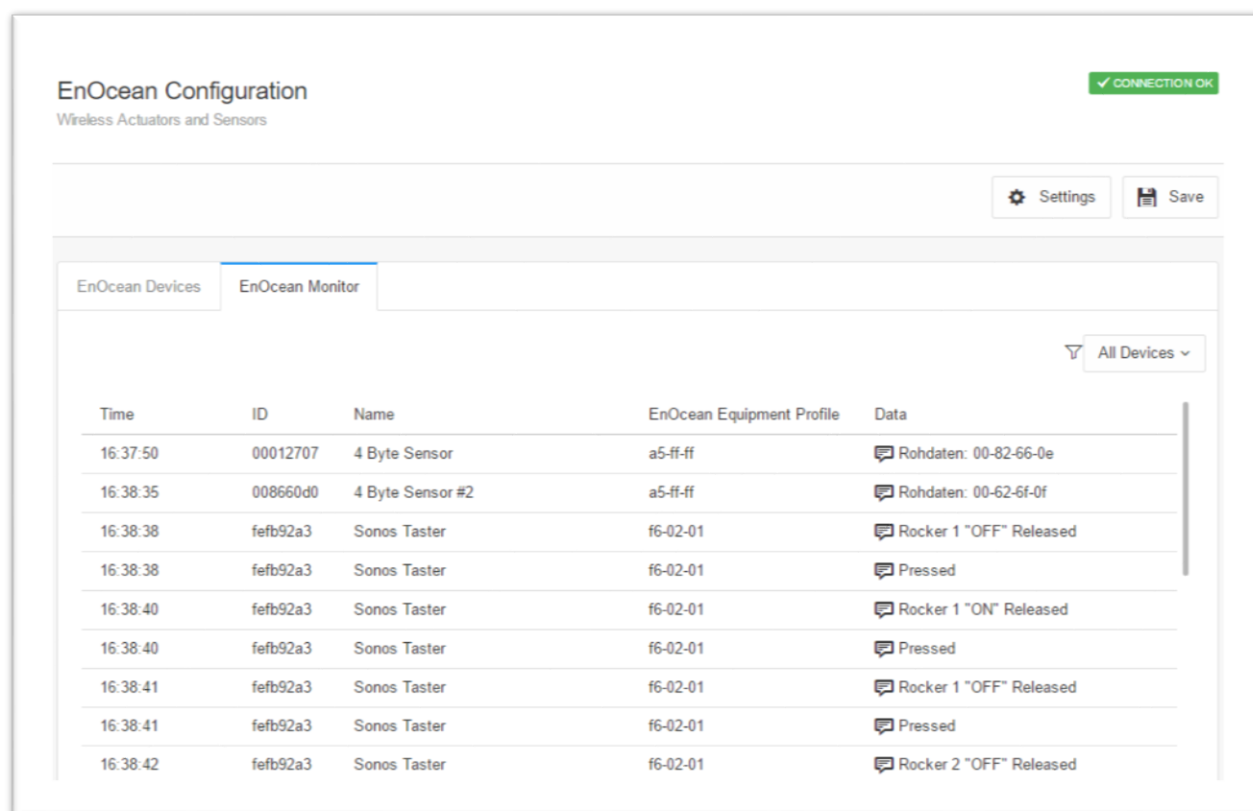 EnOcean Configuration
CONNECTION OK
Wireless Actuators and Sensors
Settings Save
EnOcean Devices EnOcean Monitor
All Devices
Time ID Name EnOcean Equipment Profile Data
16:37:50 00012707 4 Byte Sensor a5-ff-ff Rohdaten: 00-82-66-0e
16:38:35 008660d0 4 Byte Sensor #2 a5-ff-ff Rohdaten: 00-62-6f-0f
16:38:38 fefb92a3 Sonos Taster f6-02-01 Rocker 1 "OFF" Released
16:38:38 fefb92a3 Sonos Taster f6-02-01 Pressed
16:38:40 fefb92a3 Sonos Taster f6-02-01 Rocker 1 "ON" Released
16:38:40 fefb92a3 Sonos Taster f6-02-01 Pressed
16:38:41 fefb92a3 Sonos Taster f6-02-01 Rocker 1 "OFF" Released
16:38:41 fefb92a3 Sonos Taster f6-02-01 Pressed
16:38:42 fefb92a3 Sonos Taster f6-02-01 Rocker 2 "OFF" Released